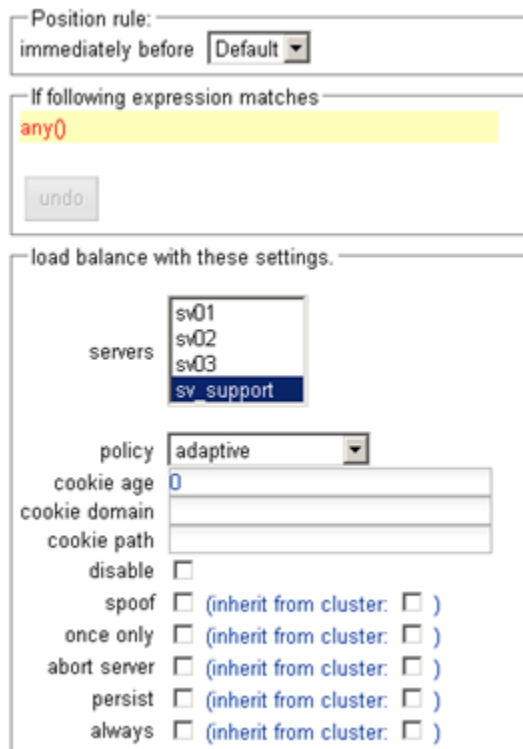 Position rule:
immediately before Default
If following expression matches
any()
undo
load balance with these settings.
servers
sv01
sv02
sv03
sv_support
policy adaptive
cookie age 0
cookie domain
cookie path
disable
spoof (inherit from cluster: )
once only (inherit from cluster: )
abort server (inherit from cluster: )
persist (inherit from cluster: )
always (inherit from cluster: )